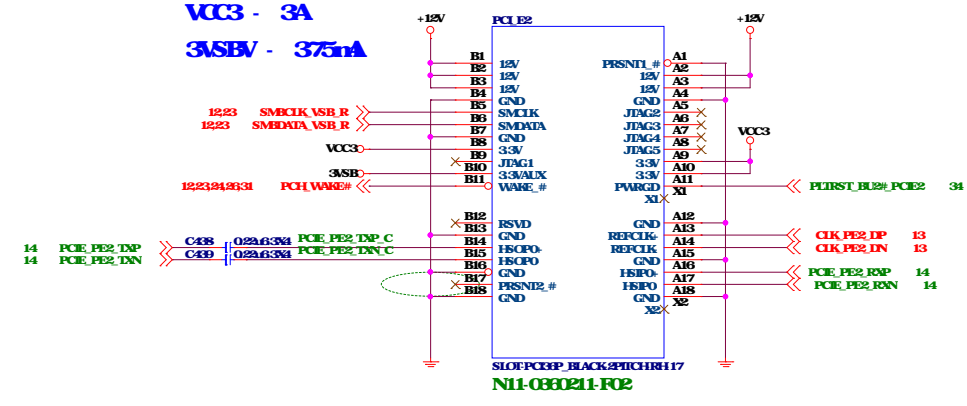 VCC3 - 3A
3VSBV - 375mA
+12V
PCI_E2
+12V
B1 12V PRSNT1_# A1
B2 12V 12V A2
B3 12V 12V A3
B4 GND GND A4
12,23 SMBCLK_VSB_R B5 SMCLK JTAG2 A5
12,23 SMBDATA_VSB_R B6 SMDATA JTAG3 A6
B7 GND JTAG4 A7
VCC3 B8 3.3V JTAG5 A8 VCC3
B9 JTAG1 3.3V A9
3VSB B10 3.3VAUX 3.3V A10
12,23,24,26,31 PCH_WAKE# B11 WAKE_# PWRGD A11 PLTRST_BU2#_PCIE2 34
X1 X1
B12 RSVD GND A12
B13 GND REFCLK+ A13 CLK_PE2_DP 13
14 PCIE_PE2_TXP C438 0.22u6.3X4 PCIE_PE2_TXP_C B14 HSOP0+ REFCLK- A14 CLK_PE2_DN 13
14 PCIE_PE2_TXN C439 0.22u6.3X4 PCIE_PE2_TXN_C B15 HSOP0- GND A15
B16 GND HSIP0+ A16 PCIE_PE2_RXP 14
B17 PRSNT2_# HSIP0- A17 PCIE_PE2_RXN 14
B18 GND GND A18
X2 X2
SLOT-PCI36P_BLACK-2PITCH-RH-17
N11-0360211-F02